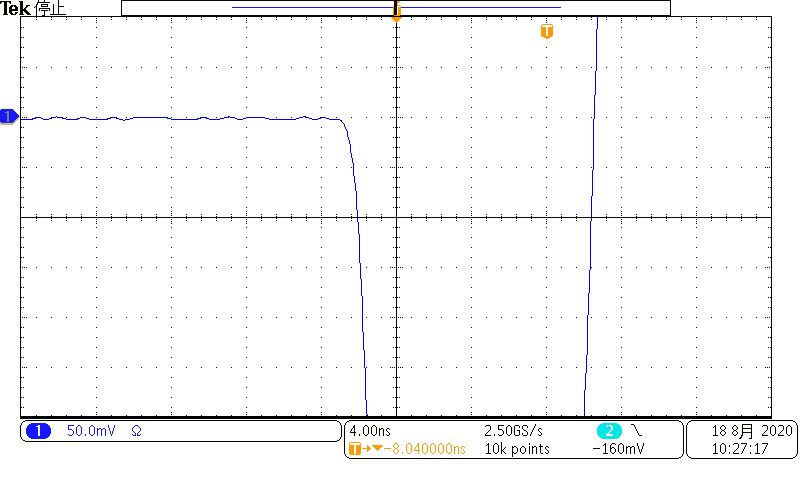 Tek 停止
T
1
1 50.0mV Ω
4.00ns 2.50GS/s 2
T→▼-8.040000ns 10k points -160mV
18 8月 2020
10:27:17